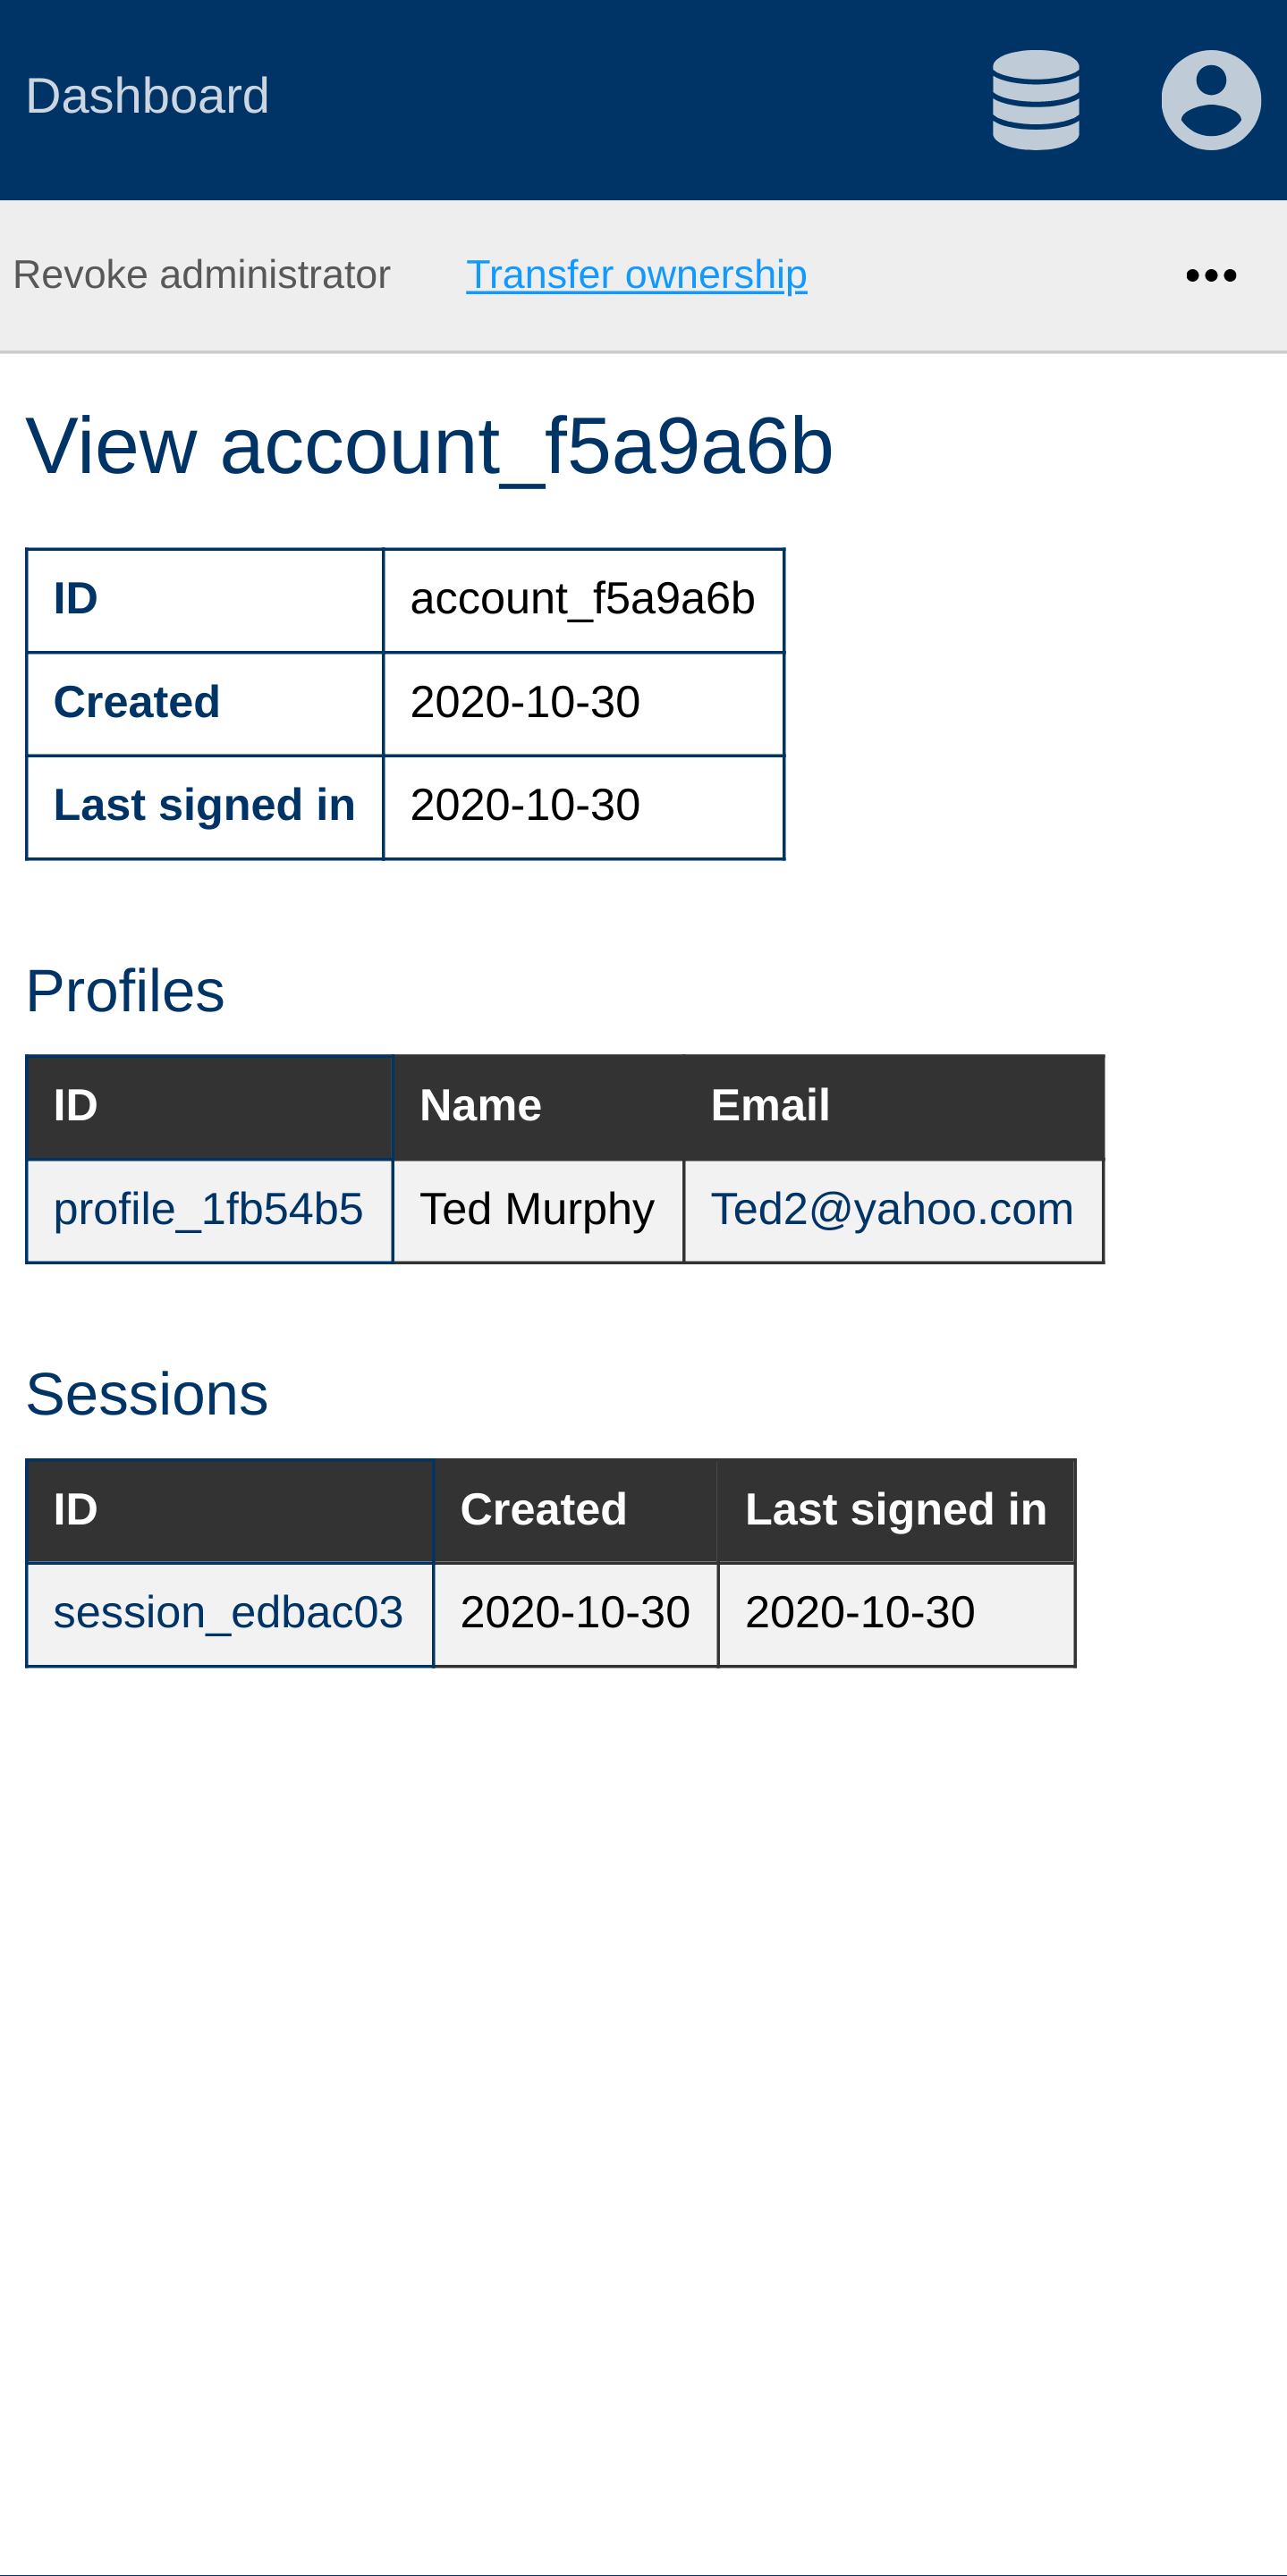 Dashboard
Revoke administrator Transfer ownership •••
View account_f5a9a6b
ID account_f5a9a6b
Created 2020-10-30
Last signed in 2020-10-30
Profiles
ID Name Email
profile_1fb54b5 Ted Murphy Ted2@yahoo.com
Sessions
ID Created Last signed in
session_edbac03 2020-10-30 2020-10-30